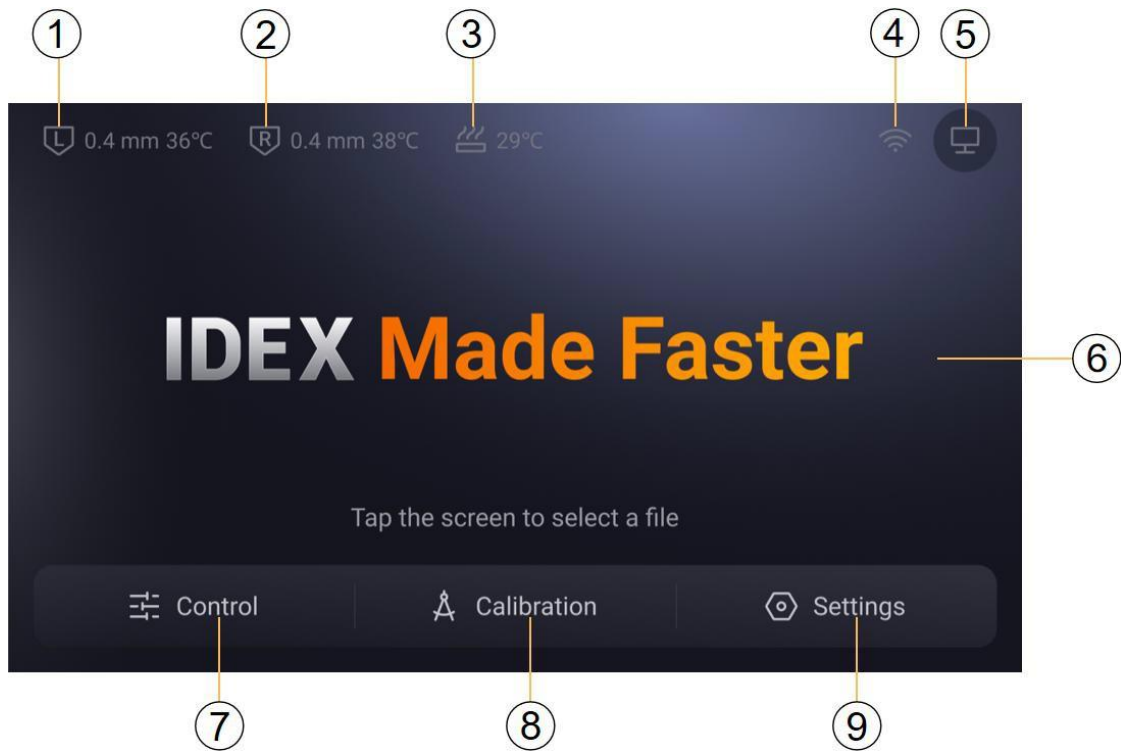 1 2 3 4 5
L 0.4 mm 36℃ R 0.4 mm 38℃ 29℃
IDEX Made Faster
6
Tap the screen to select a file
Control Calibration Settings
7 8 9